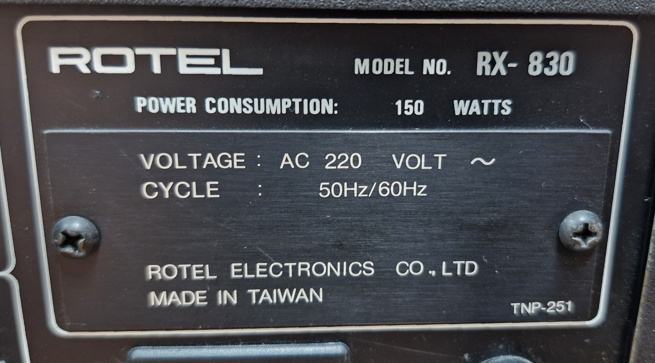 ROTEL MODEL NO. RX-830
POWER CONSUMPTION: 150 WATTS
VOLTAGE : AC 220 VOLT ~
CYCLE : 50Hz/60Hz
ROTEL ELECTRONICS CO., LTD
MADE IN TAIWAN
TNP-251